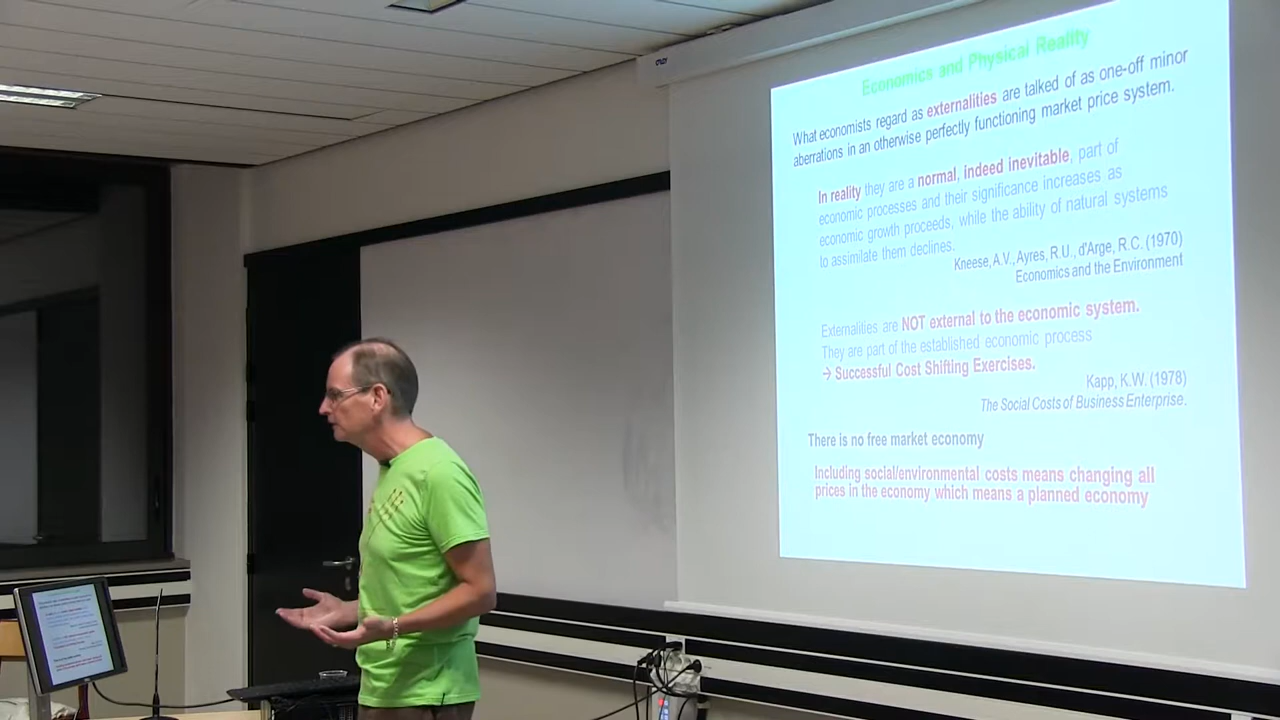 Economics and Physical Reality
What economists regard as externalities are talked of as one-off minor
aberrations in an otherwise perfectly functioning market price system.
In reality they are a normal, indeed inevitable, part of
economic processes and their significance increases as
economic growth proceeds, while the ability of natural systems
to assimilate them declines.
Kneese, A.V., Ayres, R.U., d'Arge, R.C. (1970)
Economics and the Environment
Externalities are NOT external to the economic system.
They are part of the established economic process
→ Successful Cost Shifting Exercises.
Kapp, K.W. (1978)
The Social Costs of Business Enterprise.
There is no free market economy
Including social/environmental costs means changing all
prices in the economy which means a planned economy